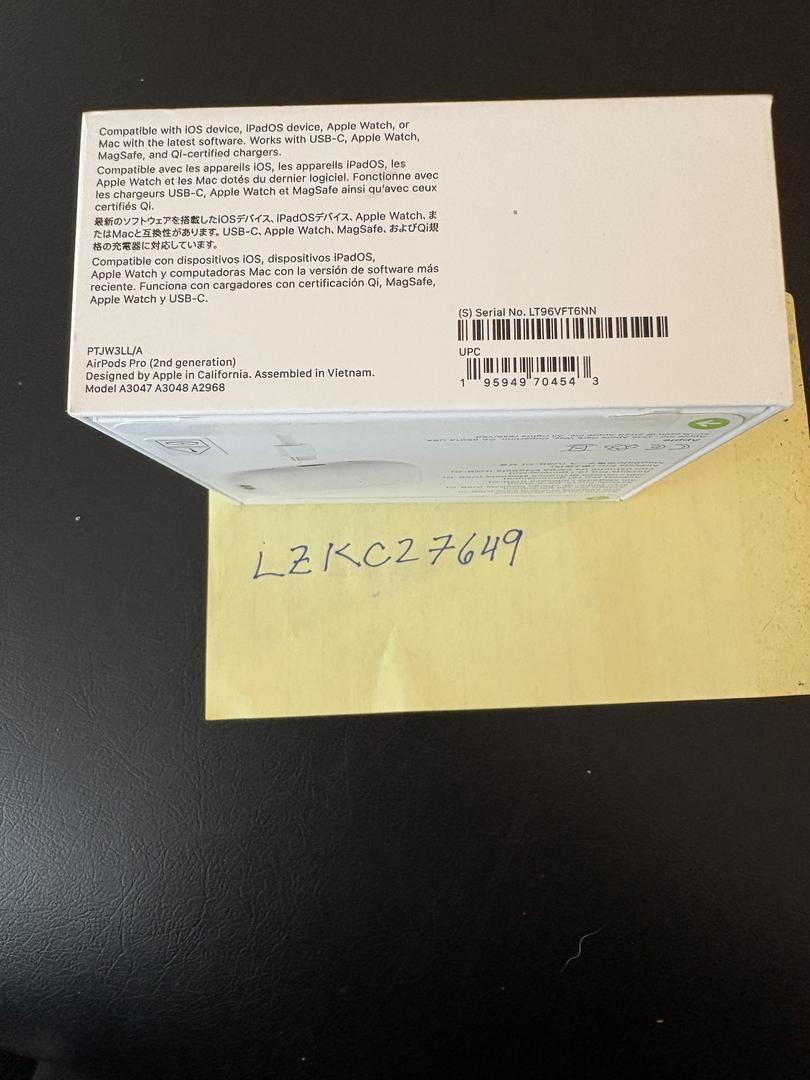 Compatible with iOS device, iPadOS device, Apple Watch, or
Mac with the latest software. Works with USB-C, Apple Watch,
MagSafe, and Qi-certified chargers.
Compatible avec les appareils iOS, les appareils iPadOS, les
Apple Watch et les Mac dotés du dernier logiciel. Fonctionne avec
les chargeurs USB-C, Apple Watch et MagSafe ainsi qu'avec ceux
certifiés Qi.
最新のソフトウェアを搭載したiOSデバイス、iPadOSデバイス、Apple Watch、ま
たはMacと互換性があります。USB-C、Apple Watch、MagSafe、およびQi規
格の充電器に対応しています。
Compatible con dispositivos iOS, dispositivos iPadOS,
Apple Watch y computadoras Mac con la versión de software más
reciente. Funciona con cargadores con certificación Qi, MagSafe,
Apple Watch y USB-C.
PTJW3LL/A
AirPods Pro (2nd generation)
Designed by Apple in California. Assembled in Vietnam.
Model A3047 A3048 A2968
(S) Serial No. LT96VFT6NN
UPC
1 95949 70454 3
LZKC27649